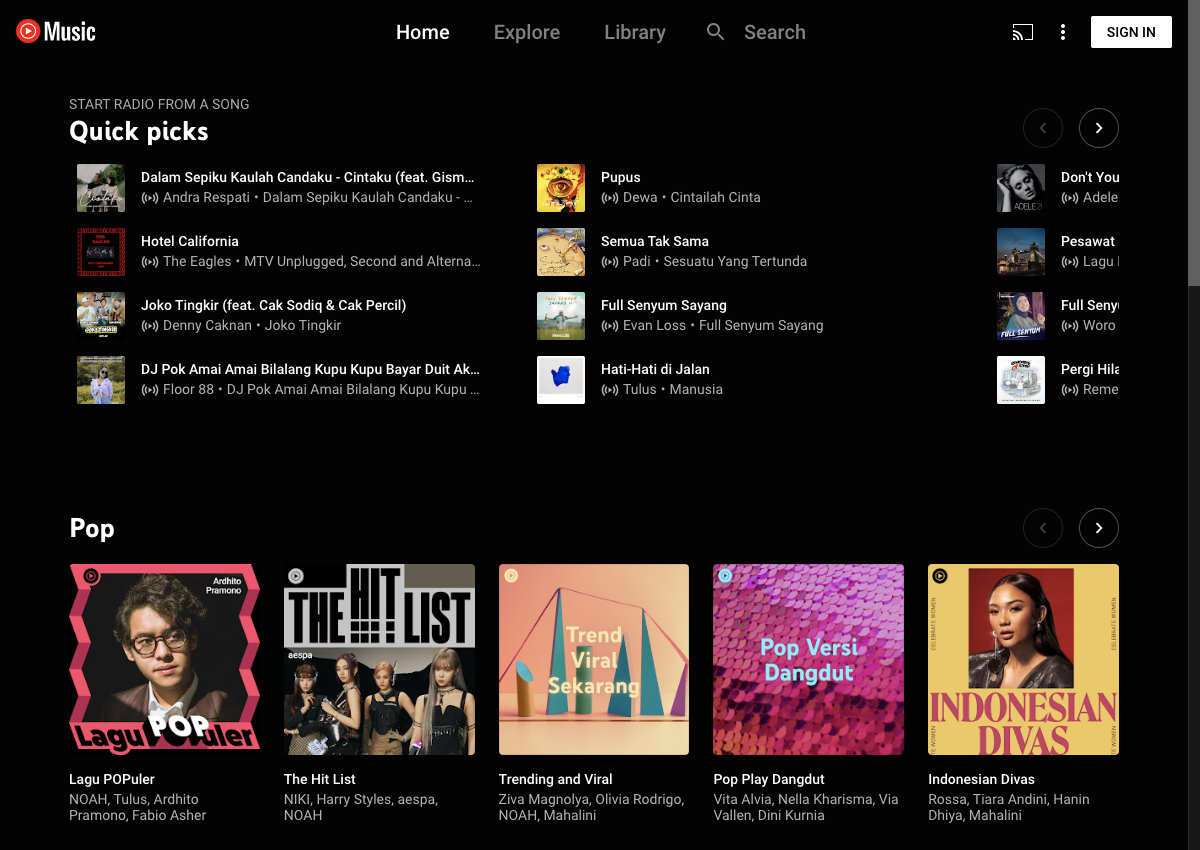 Music
Home
Explore
Library
Search
SIGN IN
START RADIO FROM A SONG
Quick picks
Dalam Sepiku Kaulah Candaku - Cintaku (feat. Gism...
Andra Respati • Dalam Sepiku Kaulah Candaku - ...
Hotel California
The Eagles • MTV Unplugged, Second and Alterna...
Joko Tingkir (feat. Cak Sodiq & Cak Percil)
Denny Caknan • Joko Tingkir
DJ Pok Amai Amai Bilalang Kupu Kupu Bayar Duit Ak...
Floor 88 • DJ Pok Amai Amai Bilalang Kupu Kupu ...
Pupus
Dewa • Cintailah Cinta
Semua Tak Sama
Padi • Sesuatu Yang Tertunda
Full Senyum Sayang
Evan Loss • Full Senyum Sayang
Hati-Hati di Jalan
Tulus • Manusia
ADELE 21
Don't You
Adele
Pesawat
Lagu
FULL SENYUM
Full Seny
Woro
Pergi Hila
Reme
Pop
Ardhito
Pramono
Lagu POPuler
THE HIT LIST
aespa
Trend
Viral
Sekarang
Pop Versi
Dangdut
CELEBRATE WOMEN
CELEBRATE WOMEN
INDONESIAN
DIVAS
Lagu POPuler
NOAH, Tulus, Ardhito
Pramono, Fabio Asher
The Hit List
NIKI, Harry Styles, aespa,
NOAH
Trending and Viral
Ziva Magnolya, Olivia Rodrigo,
NOAH, Mahalini
Pop Play Dangdut
Vita Alvia, Nella Kharisma, Via
Vallen, Dini Kurnia
Indonesian Divas
Rossa, Tiara Andini, Hanin
Dhiya, Mahalini